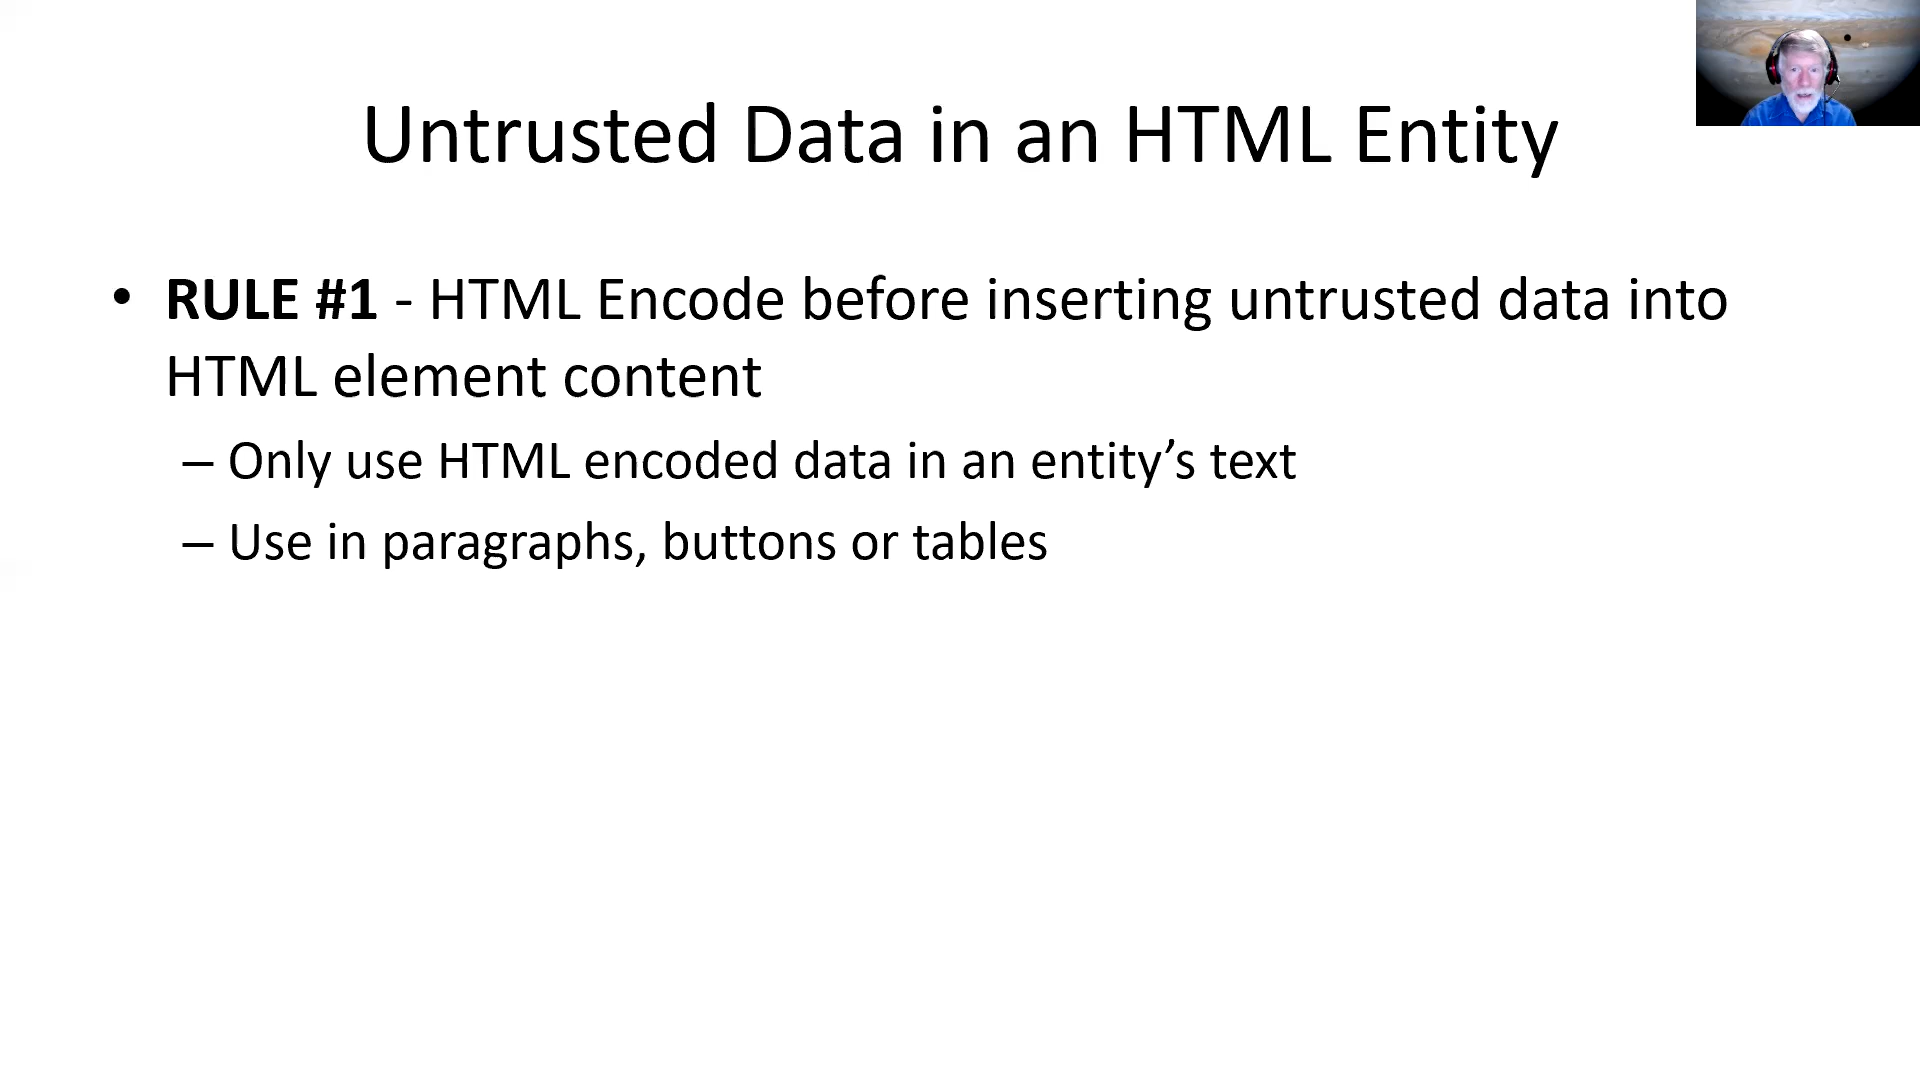 Untrusted Data in an HTML Entity
• RULE #1 - HTML Encode before inserting untrusted data into
HTML element content
– Only use HTML encoded data in an entity’s text
– Use in paragraphs, buttons or tables